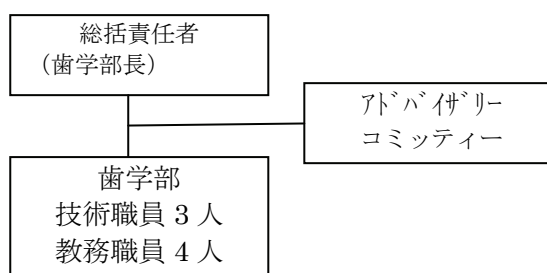 総括責任者
（歯学部長）
ｱﾄﾞﾊﾞｲｻﾞﾘｰ
コミッティー
歯学部
技術職員 3 人
教務職員 4 人